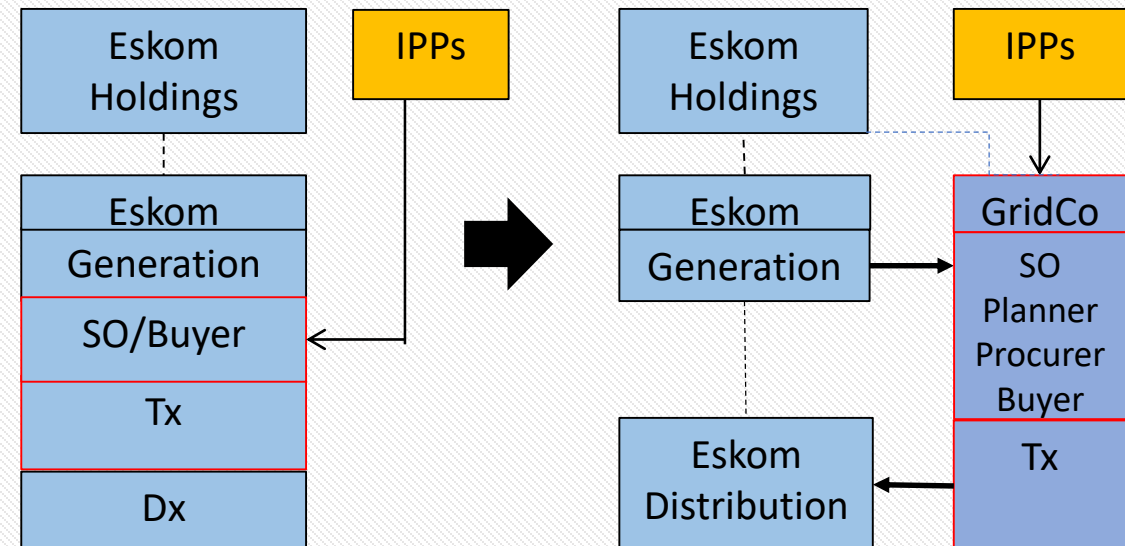 Eskom
Holdings
IPPs
Eskom
Generation
SO/Buyer
Tx
Dx
Eskom
Holdings
IPPs
Eskom
Generation
GridCo
SO
Planner
Procurer
Buyer
Tx
Eskom
Distribution